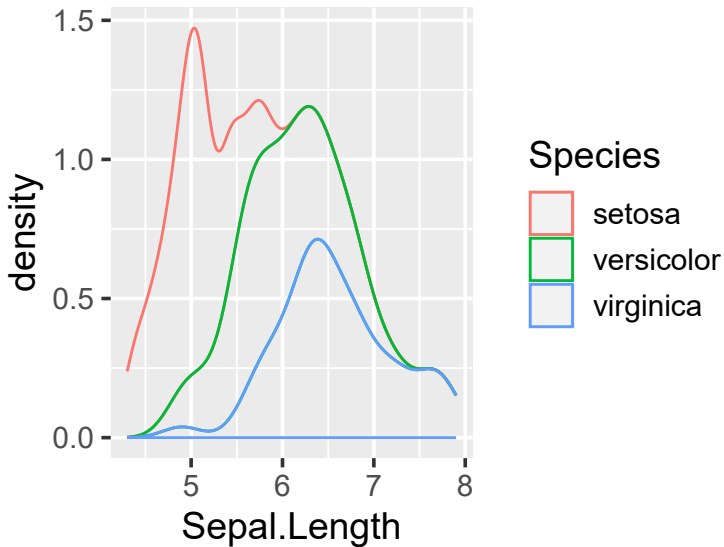 1.5
1.0
0.5
0.0
density
5 6 7 8
Sepal.Length
Species
setosa
versicolor
virginica